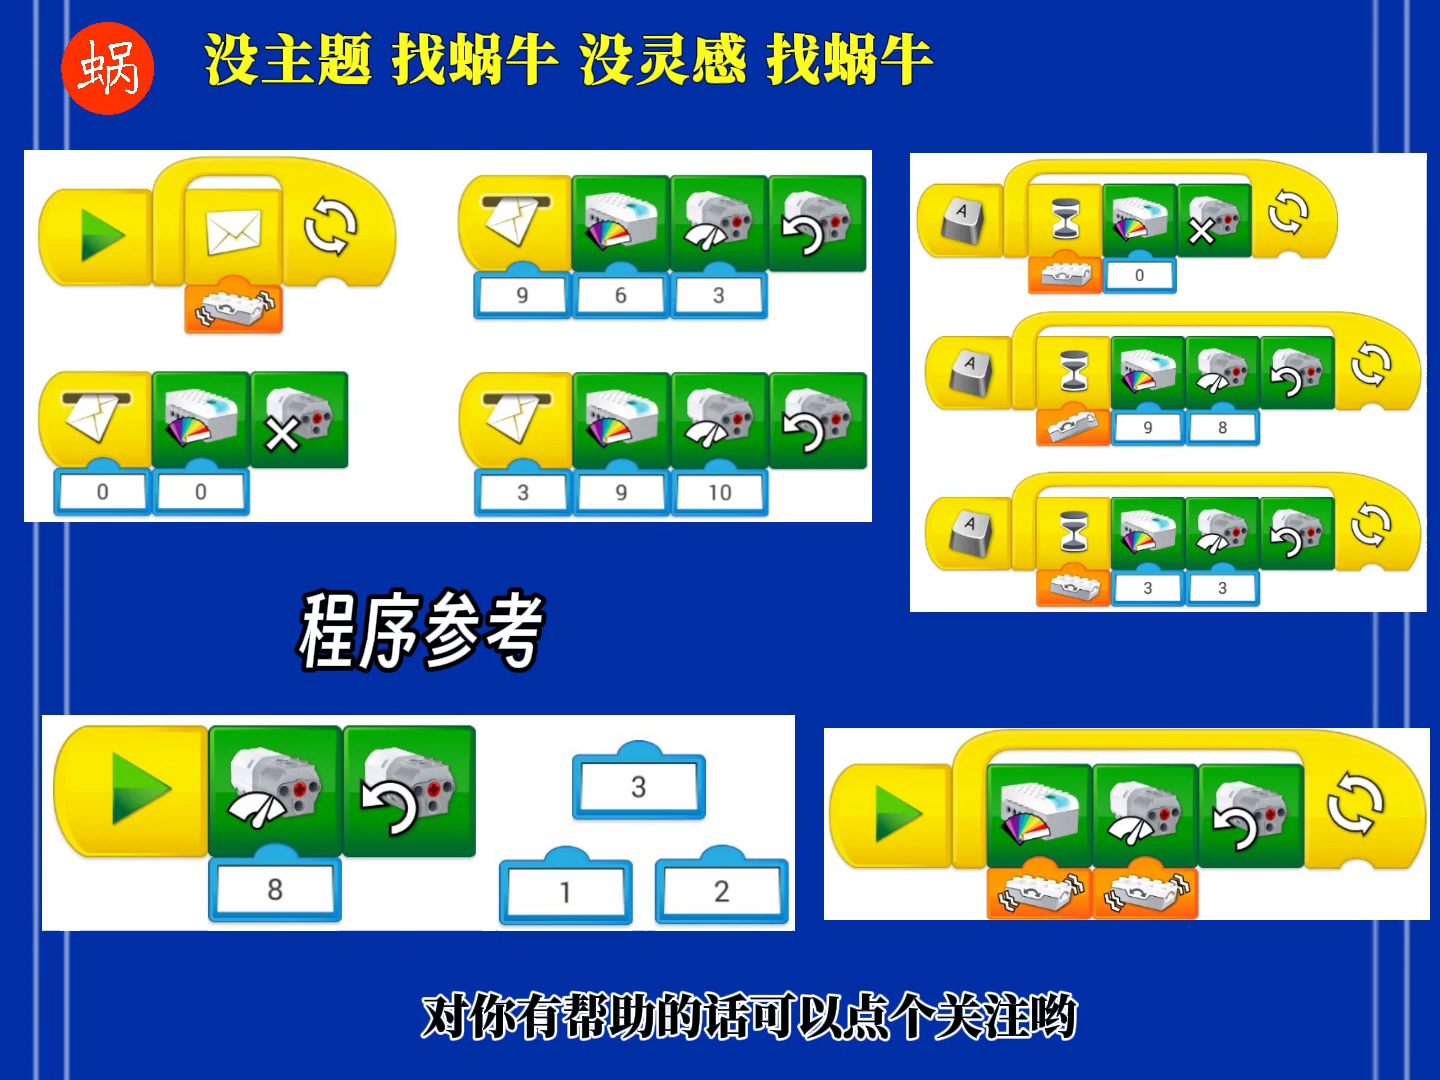 蜗
没主题 找蜗牛 没灵感 找蜗牛
9 6 3
0 0
3 9 10
A
0
A
9 8
A
3 3
程序参考
8
3
1 2
对你有帮助的话可以点个关注哟